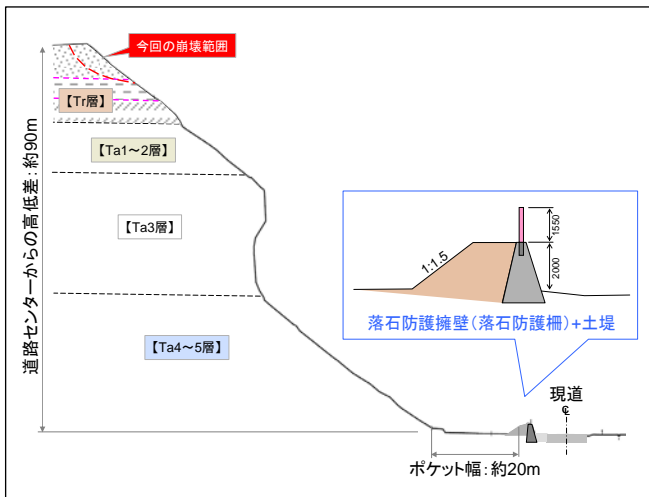 今回の崩壊範囲
【Tr層】
【Ta1～2層】
【Ta3層】
【Ta4～5層】
道路センターからの高低差：約90m
1:1.5
1550
2000
落石防護擁壁（落石防護柵）+土堤
現道
℄
ポケット幅：約20m